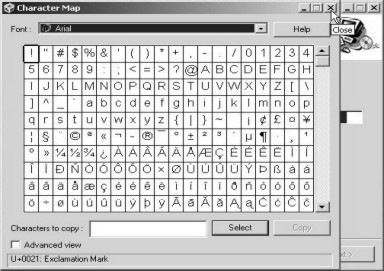 Character Map
Font : Arial Help Close
! " # $ % & ' ( ) * + , - . / 0 1 2 3 4
5 6 7 8 9 : ; < = > ? @ A B C D E F G H
I J K L M N O P Q R S T U V W X Y Z [ \
] ^ _ ` a b c d e f g h i j k l m n o p
q r s t u v w x y z { | } ~ ¡ ¢ £ ¤ ¥
¦ § ¨ © ª « ¬ - ® ¯ ° ± ² ³ ´ µ ¶ · ¸ ¹
º » ¼ ½ ¾ ¿ À Á Â Ã Ä Å Æ Ç È É Ê Ë Ì Í
Î Ï Ð Ñ Ò Ó Ô Õ Ö × Ø Ù Ú Û Ü Ý Þ ß à á
â ã ä å æ ç è é ê ë ì í î ï ð ñ ò ó ô õ
ö ÷ ø ù ú û ü ý þ ÿ Ā ā Ă ă Ą ą Ć ć Ĉ ĉ
Characters to copy : Select Copy
Advanced view
U+0021: Exclamation Mark